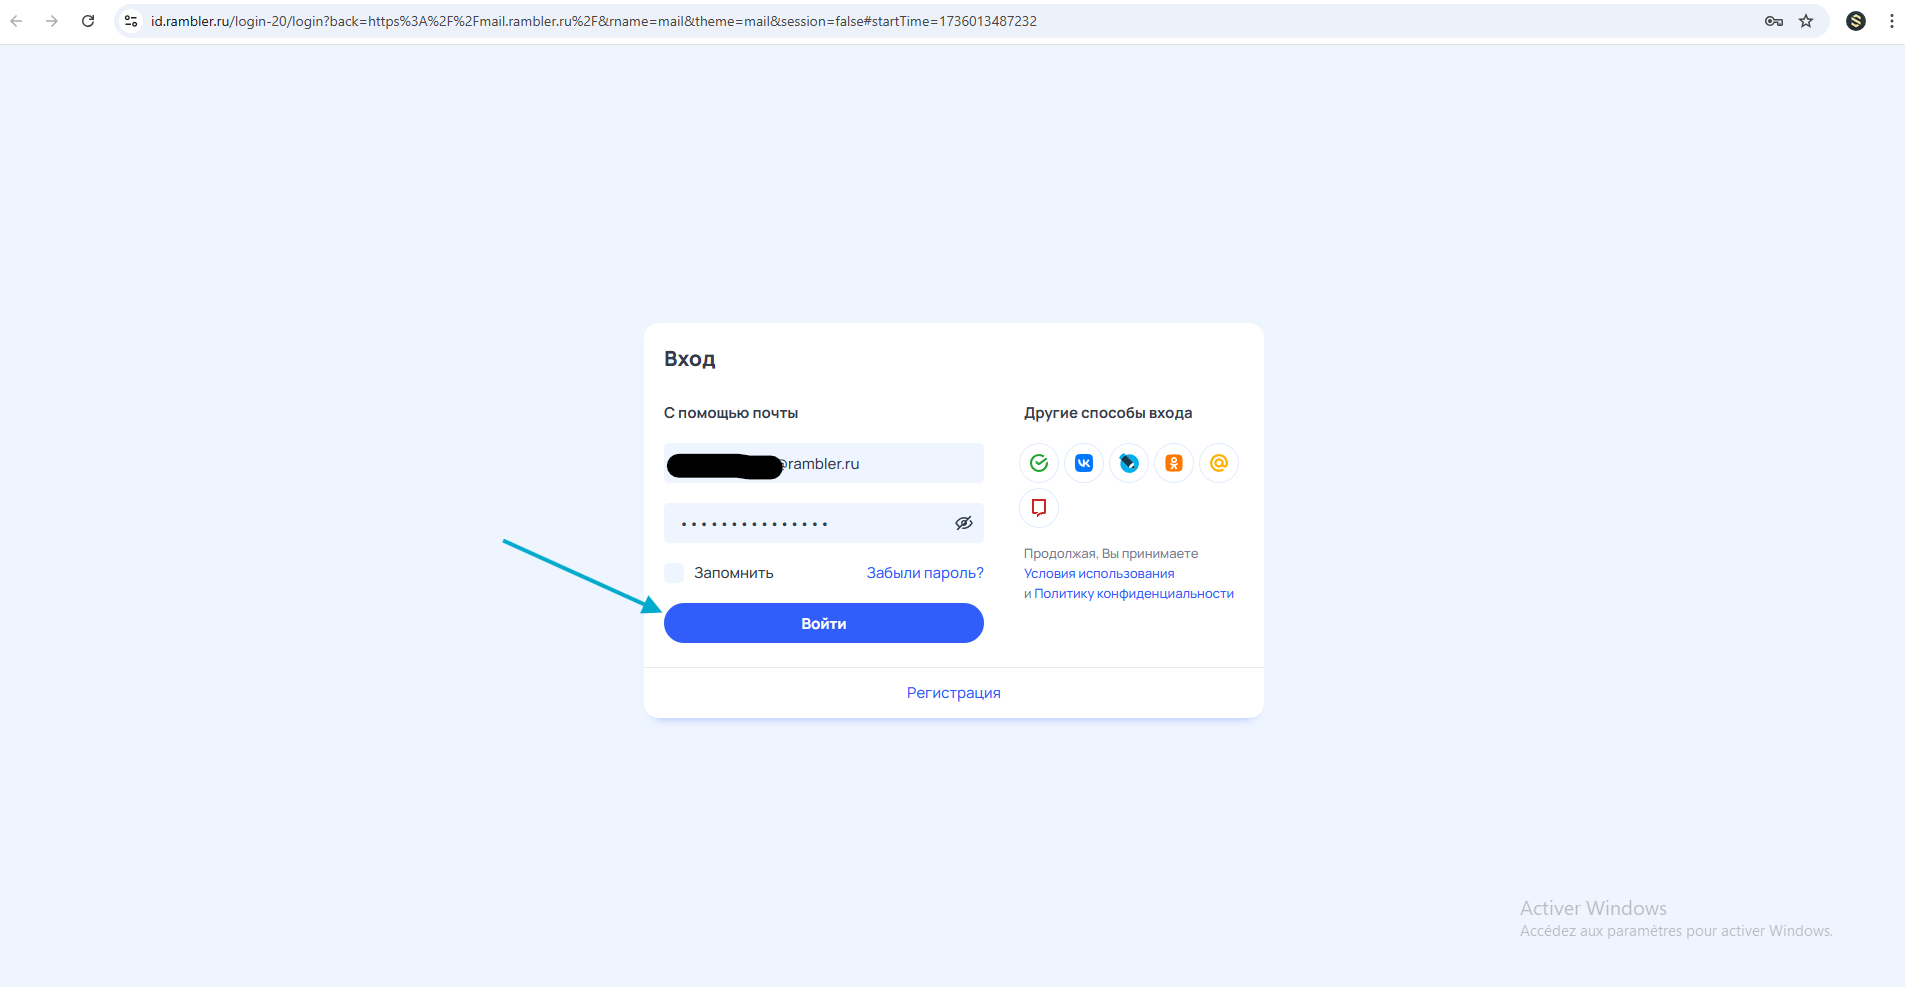 id.rambler.ru/login-20/login?back=https%3A%2F%2Fmail.rambler.ru%2F&rname=mail&theme=mail&session=false#startTime=1736013487232
Вход
С помощью почты
@rambler.ru
Запомнить
Забыли пароль?
Войти
Другие способы входа
Продолжая, Вы принимаете
Условия использования
и Политику конфиденциальности
Регистрация
Activer Windows
Accédez aux paramètres pour activer Windows.